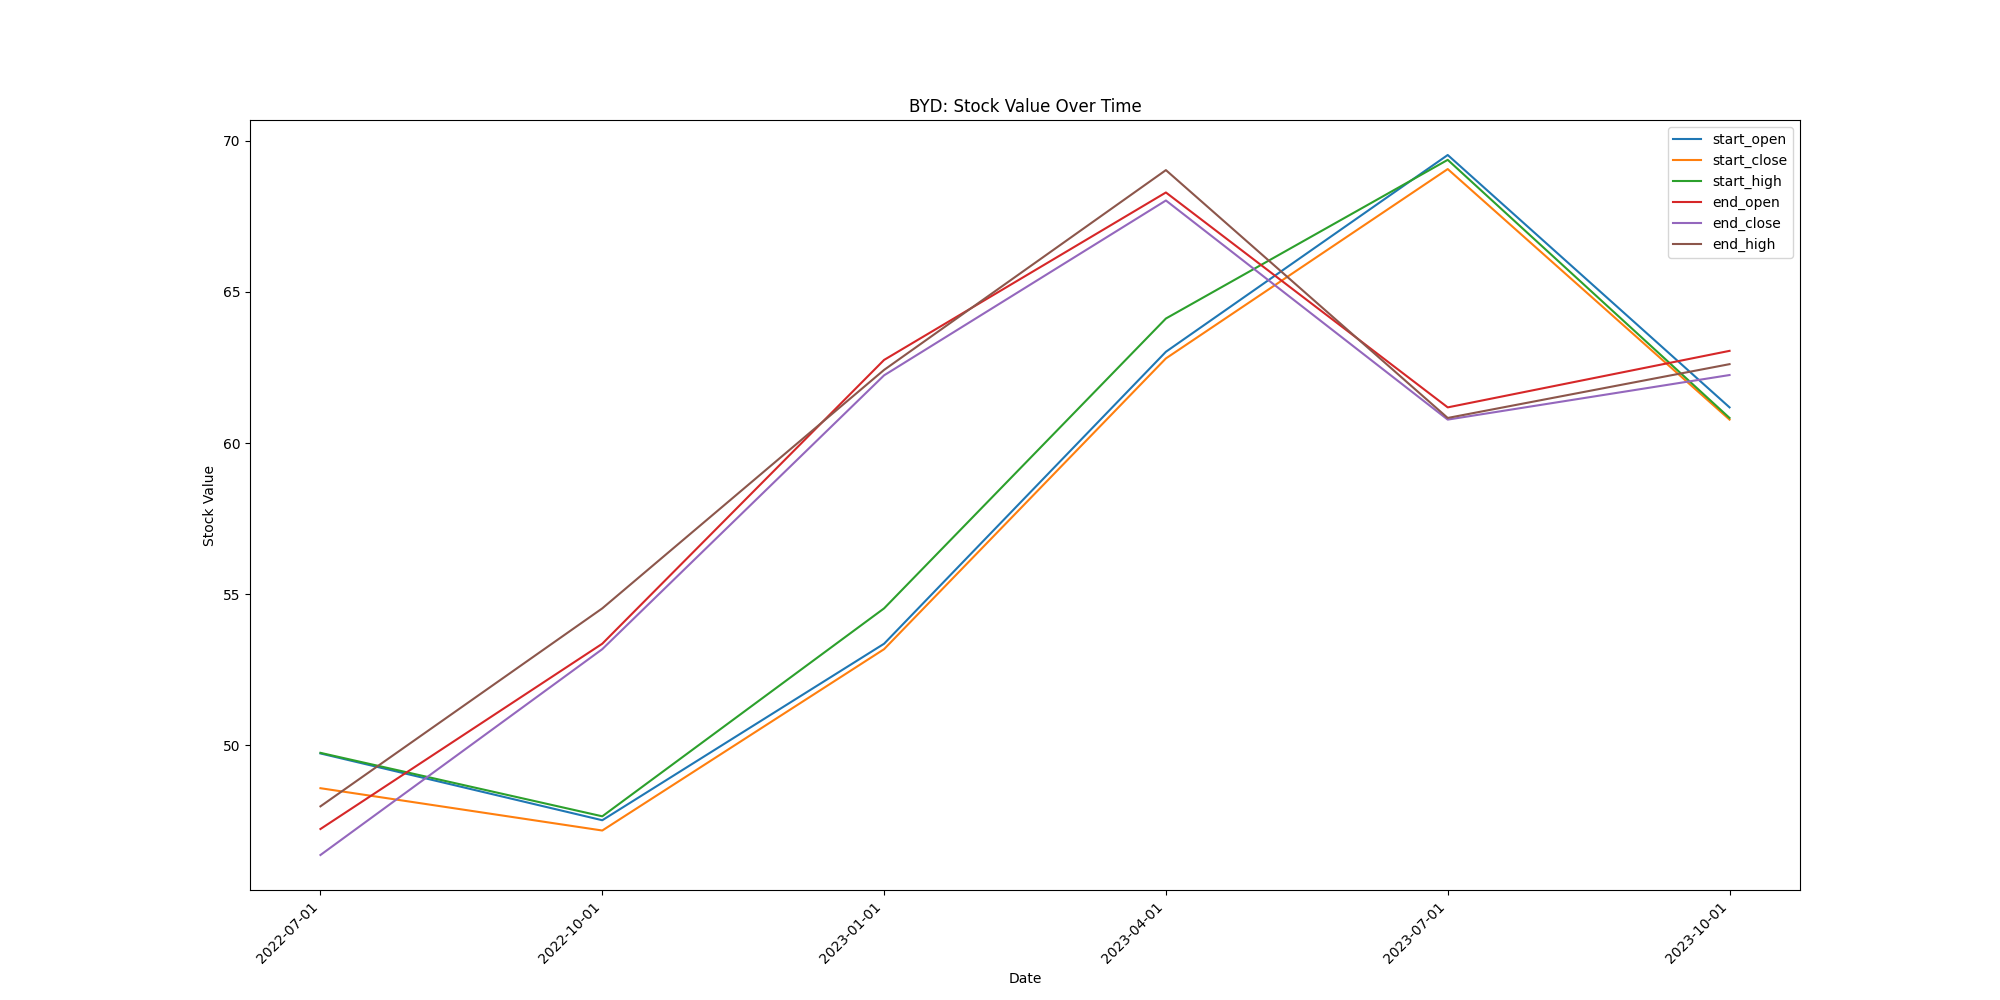 BYD: Stock Value Over Time
start_open
start_close
start_high
end_open
end_close
end_high
70
65
60
55
50
Stock Value
2022-07-01
2022-10-01
2023-01-01
2023-04-01
2023-07-01
2023-10-01
Date